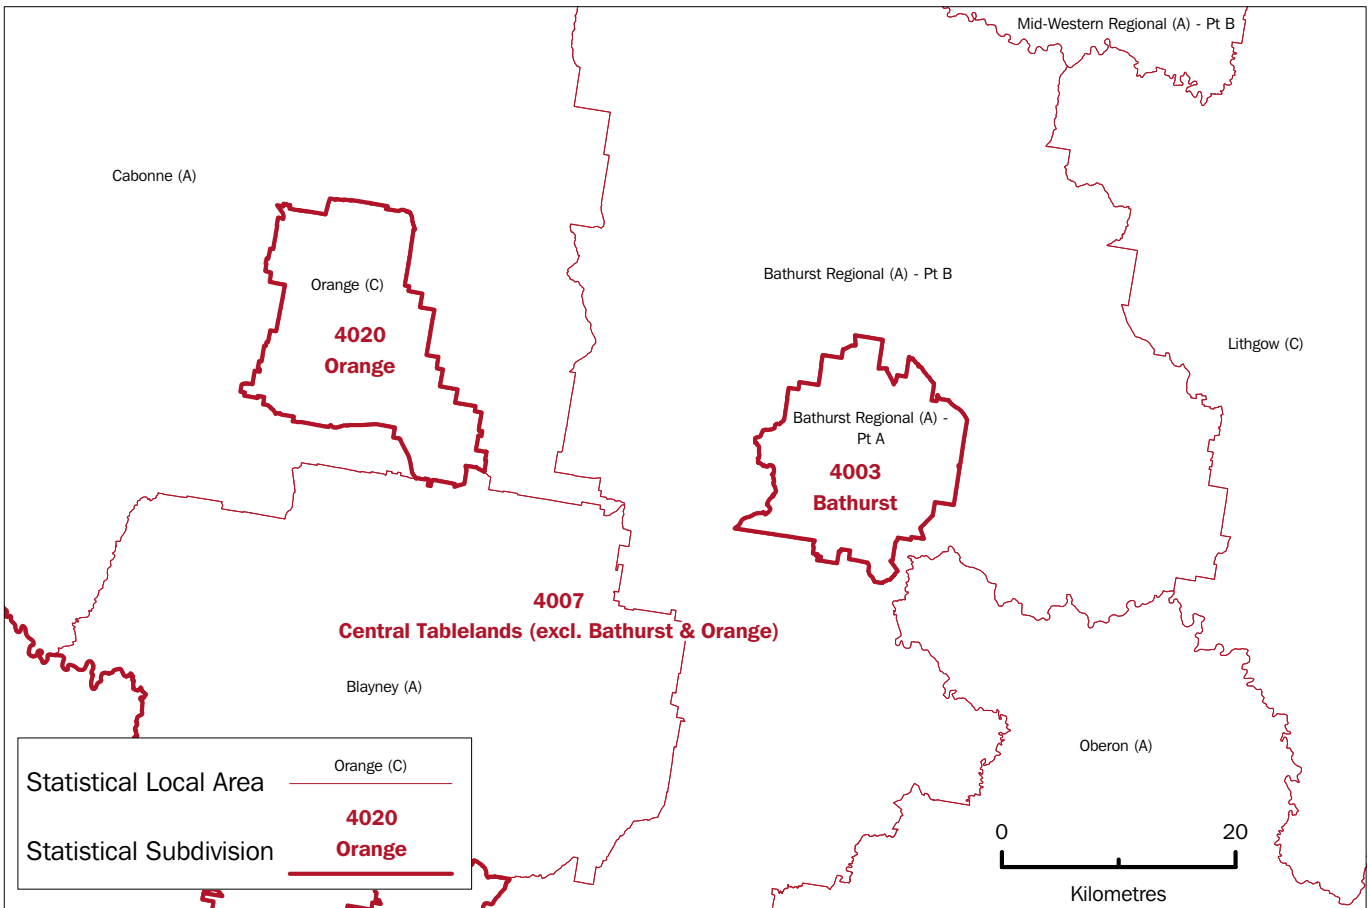 Mid-Western Regional (A) - Pt B
Cabonne (A)
Bathurst Regional (A) - Pt B
Orange (C)
4020
Orange
Lithgow (C)
Bathurst Regional (A) -
Pt A
4003
Bathurst
4007
Central Tablelands (excl. Bathurst & Orange)
Blayney (A)
Oberon (A)
Statistical Local Area
Orange (C)
Statistical Subdivision
4020
Orange
0 20
Kilometres